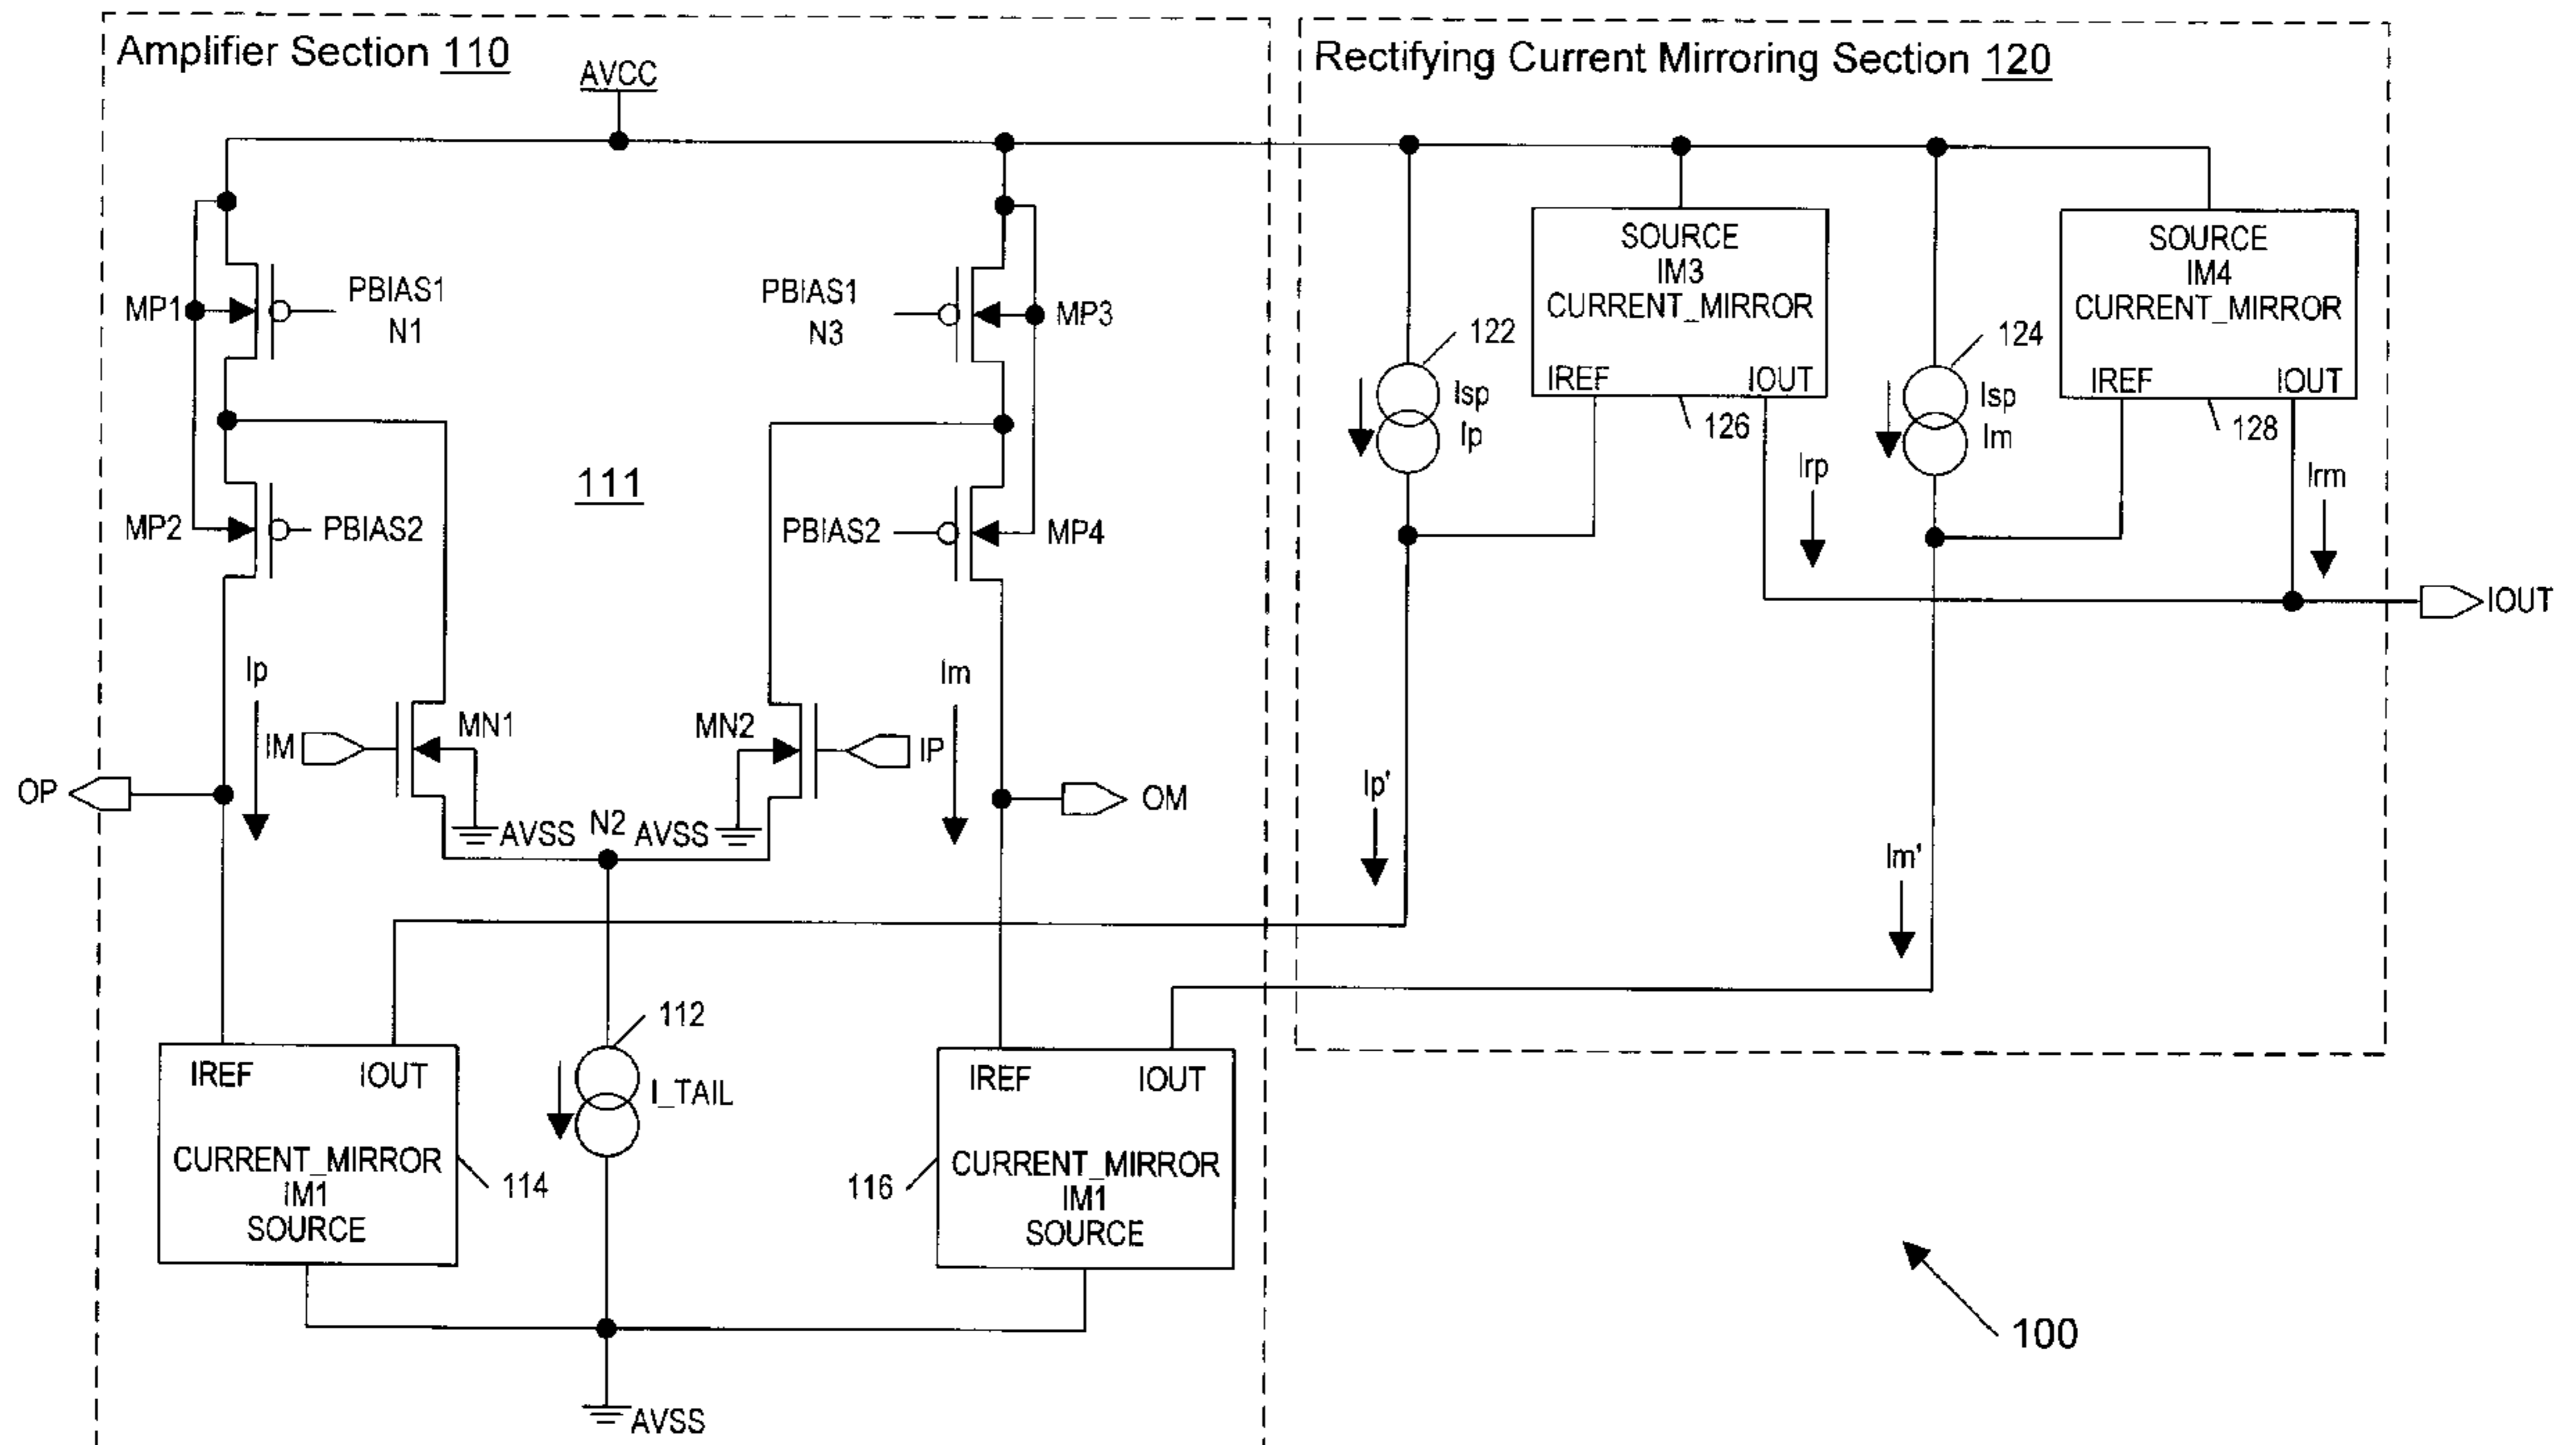 Amplifier Section 110
Rectifying Current Mirroring Section 120
AVCC
MP1
PBIAS1
N1
PBIAS1
N3
MP3
MP2
PBIAS2
111
PBIAS2
MP4
122
Isp
Ip
SOURCE
IM3
CURRENT_MIRROR
IREF
IOUT
126
124
Isp
Im
SOURCE
IM4
CURRENT_MIRROR
IREF
IOUT
128
Irp
Irm
IOUT
Ip
IM
MN1
MN2
IP
Im
OP
OM
AVSS
N2
AVSS
Ip'
Im'
112
I_TAIL
IREF
IOUT
CURRENT_MIRROR
IM1
SOURCE
114
IREF
IOUT
CURRENT_MIRROR
IM1
SOURCE
116
AVSS
100